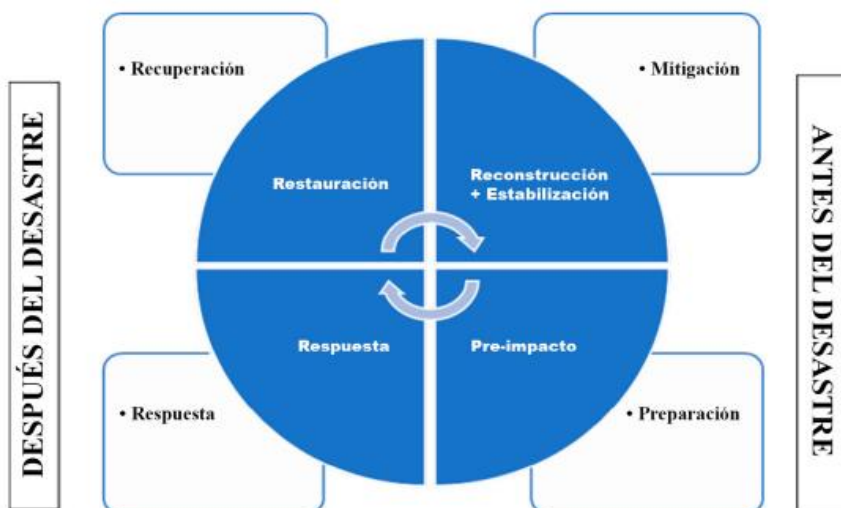 DESPUÉS DEL DESASTRE
• Recuperación
• Mitigación
Restauración
Reconstrucción
+ Estabilización
Respuesta
Pre-impacto
• Respuesta
• Preparación
ANTES DEL DESASTRE